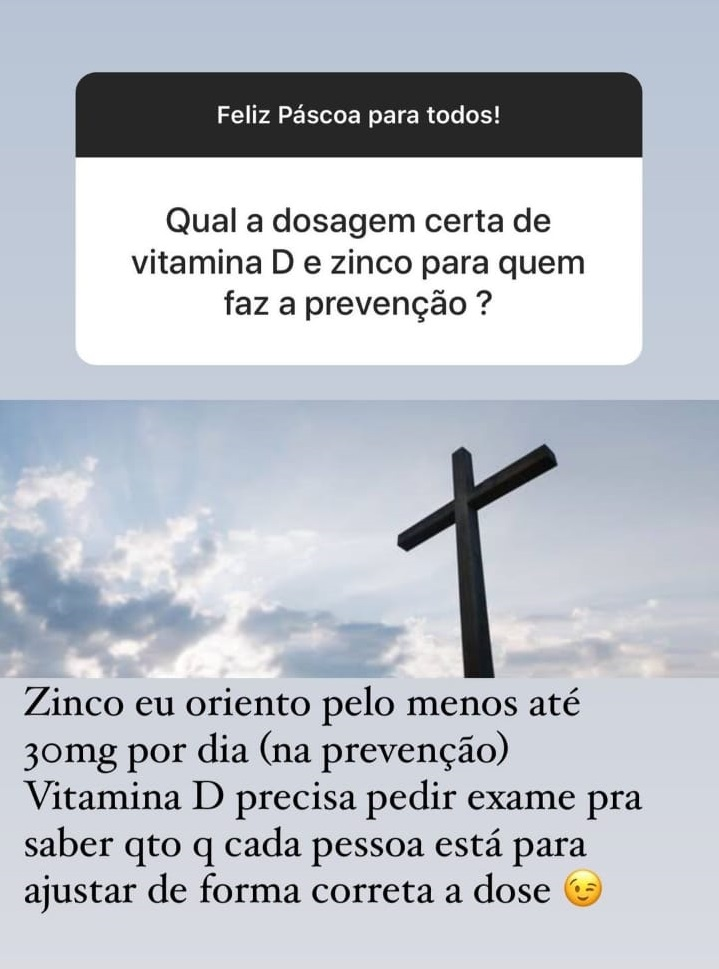 Feliz Páscoa para todos!
Qual a dosagem certa de
vitamina D e zinco para quem
faz a prevenção ?
Zinco eu oriento pelo menos até
30mg por dia (na prevenção)
Vitamina D precisa pedir exame pra
saber qto q cada pessoa está para
ajustar de forma correta a dose 😉